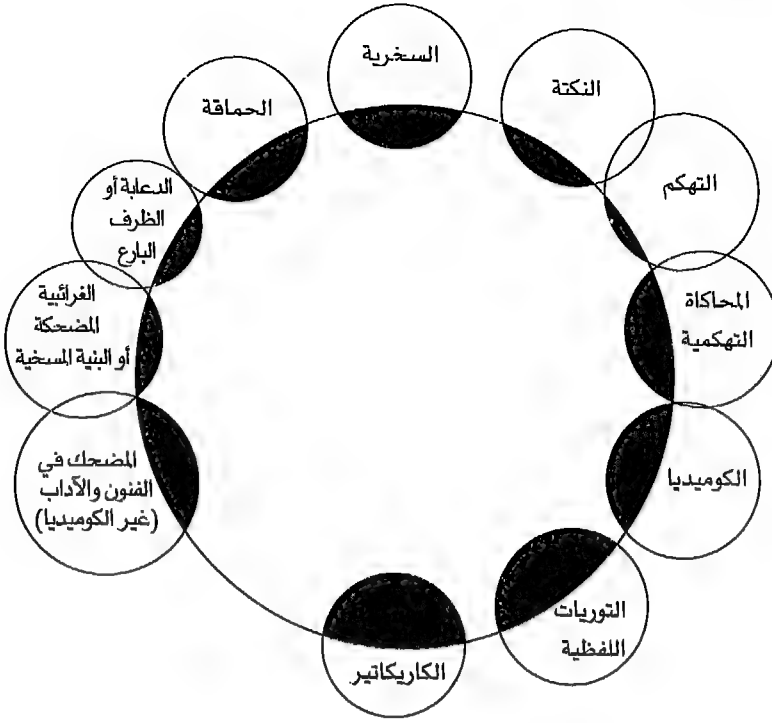 السخرية
النكتة
التهكم
المحاكاة
التهكمية
الكوميديا
التوريات
اللفظية
الكاريكاتير
المضحك في
الفنون والآداب
(غير الكوميديا)
الغرائبية
المضحكة
أو البنية المسخية
الدعابة أو
الظرف
البارع
الحماقة